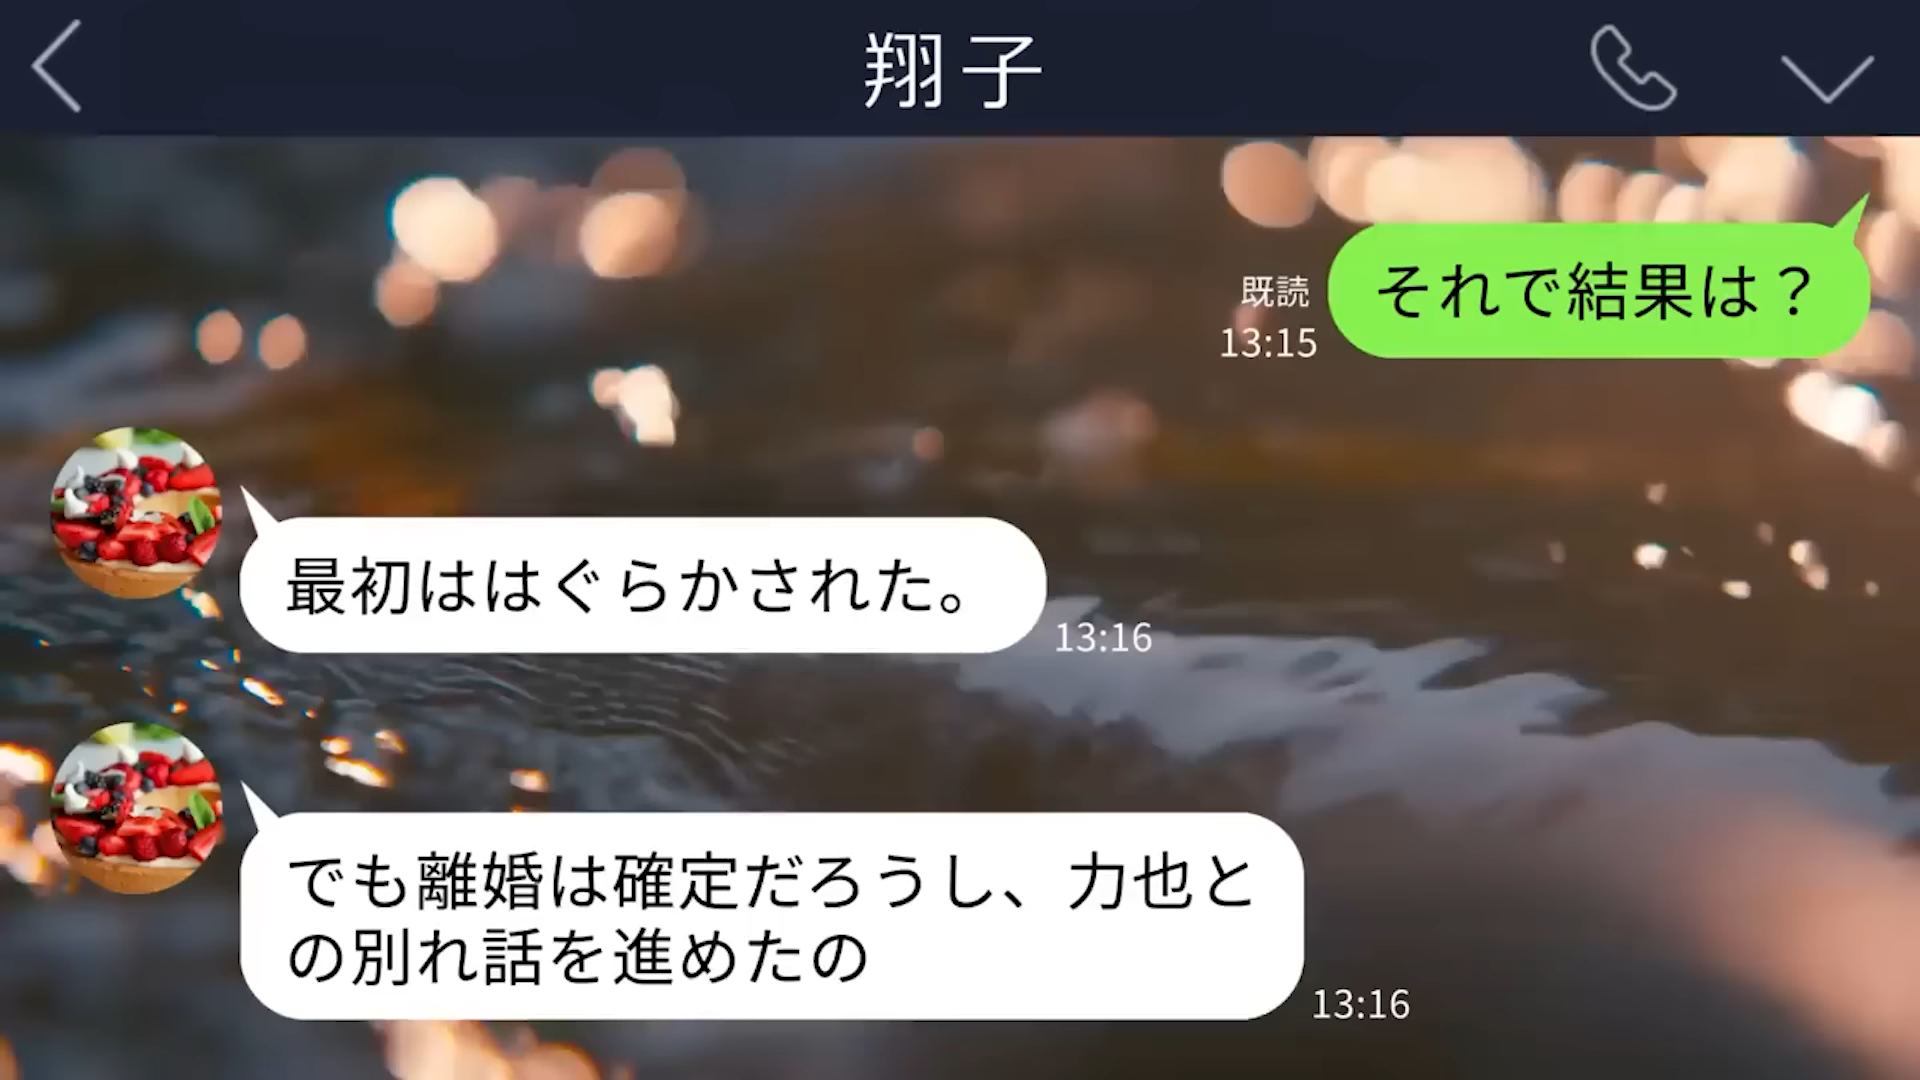 翔子
それで結果は？
既読
13:15
最初ははぐらかされた。
13:16
でも離婚は確定だろうし、力也と
の別れ話を進めたの
13:16